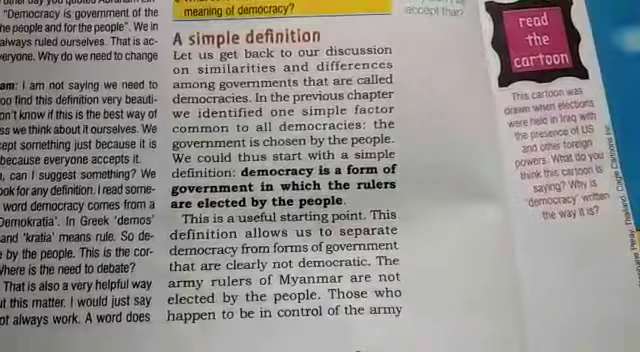 "Democracy is government of the
people and for the people". We in
always ruled ourselves. That is ac-
veryone. Why do we need to change
am: I am not saying we need to
oo find this definition very beauti-
on't know if this is the best way of
ss we think about it ourselves. We
cept something just because it is
because everyone accepts it.
can I suggest something? We
ook for any definition. I read some-
word democracy comes from a
Demokratia'. In Greek 'demos'
and 'kratia' means rule. So de-
by the people. This is the cor-
Where is the need to debate?
That is also a very helpful way
ut this matter. I would just say
ot always work. A word does
meaning of democracy?
A simple definition
Let us get back to our discussion
on similarities and differences
among governments that are called
democracies. In the previous chapter
we identified one simple factor
common to all democracies: the
government is chosen by the people.
We could thus start with a simple
definition: democracy is a form of
government in which the rulers
are elected by the people.
This is a useful starting point. This
definition allows us to separate
democracy from forms of government
that are clearly not democratic. The
army rulers of Myanmar are not
elected by the people. Those who
happen to be in control of the army
accept that?
read
the
cartoon
This cartoon was
drawn when elections
were held in Iraq with
the presence of US
and other foreign
powers. What do you
think this cartoon is
saying? Why is
'democracy' written
the way it is?
Thailand, Cagle Cartoons Inc.